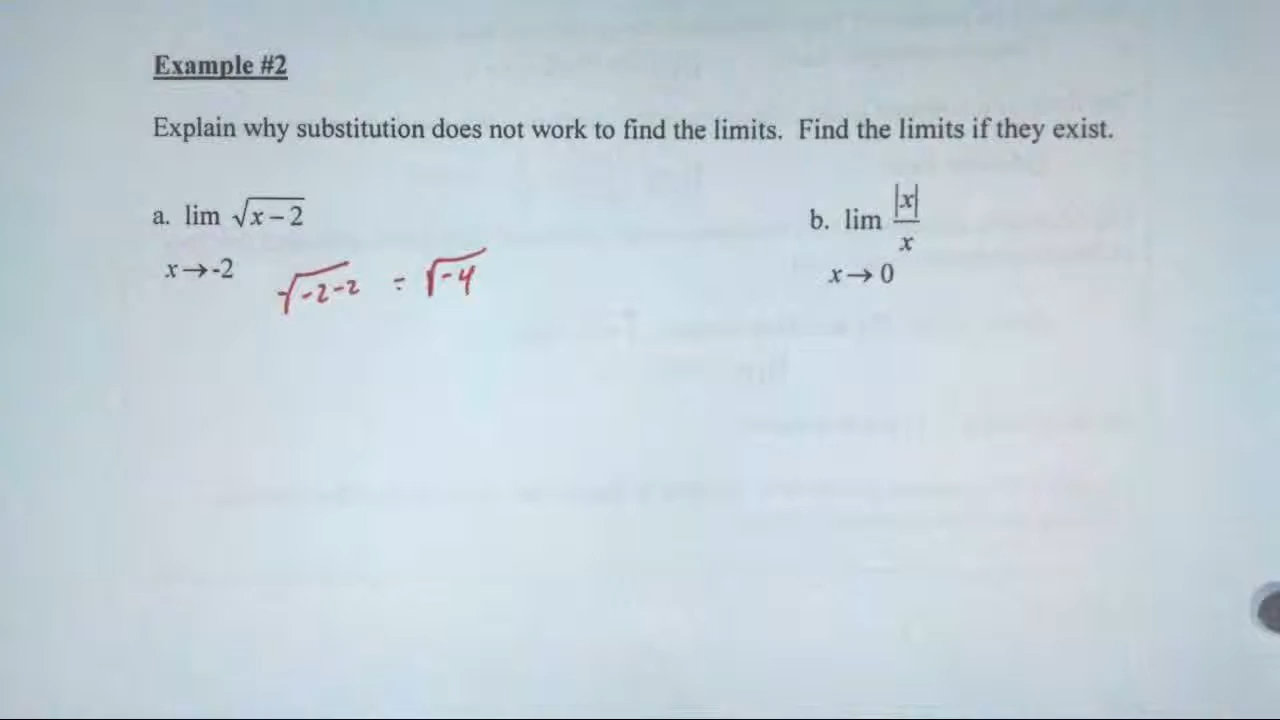 Example #2
Explain why substitution does not work to find the limits. Find the limits if they exist.
a. lim √x-2
x→-2
√-2-2 = √-4
b. lim |x|/x
x→0